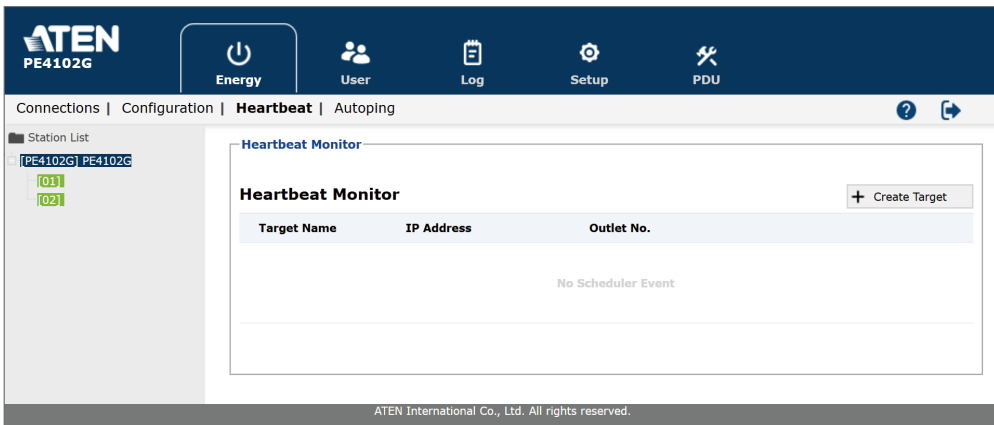 ATEN
PE4102G
Energy User Log Setup PDU
Connections | Configuration | Heartbeat | Autoping
Station List
[PE4102G] PE4102G
[01]
[02]
Heartbeat Monitor
Heartbeat Monitor
Create Target
Target Name IP Address Outlet No.
No Scheduler Event
ATEN International Co., Ltd. All rights reserved.